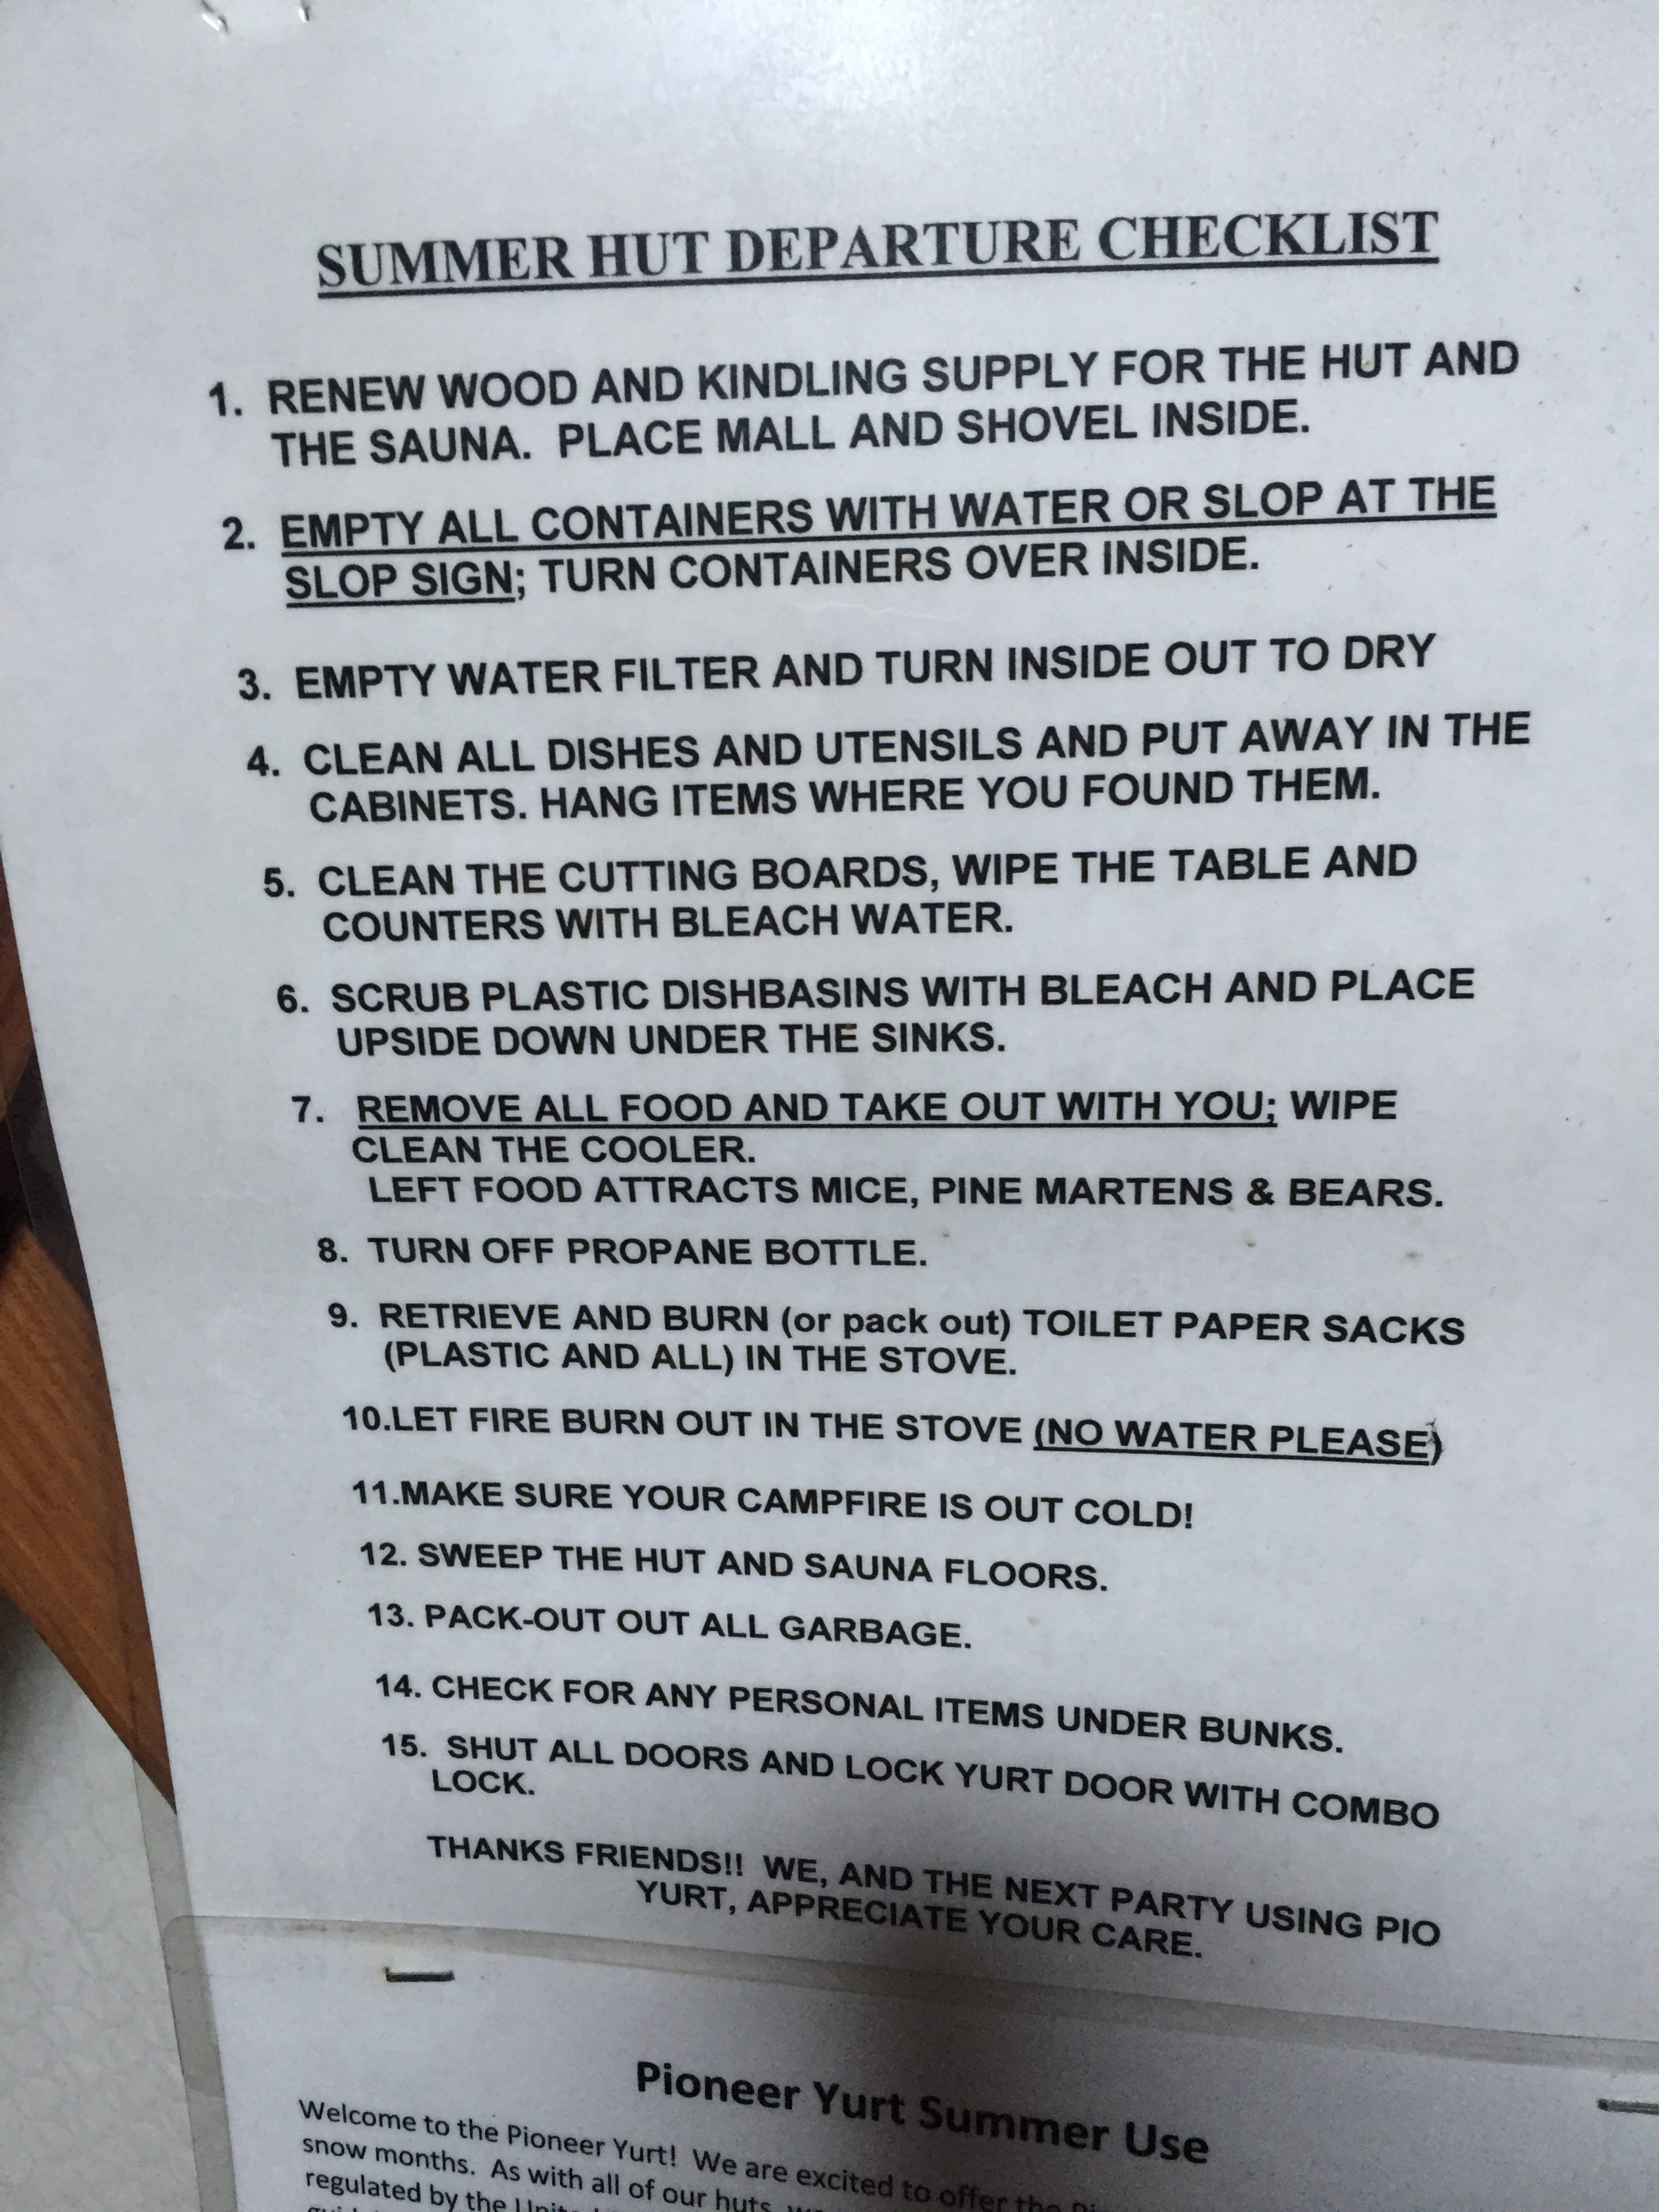 SUMMER HUT DEPARTURE CHECKLIST
1. RENEW WOOD AND KINDLING SUPPLY FOR THE HUT AND
THE SAUNA. PLACE MALL AND SHOVEL INSIDE.
2. EMPTY ALL CONTAINERS WITH WATER OR SLOP AT THE
SLOP SIGN; TURN CONTAINERS OVER INSIDE.
3. EMPTY WATER FILTER AND TURN INSIDE OUT TO DRY
4. CLEAN ALL DISHES AND UTENSILS AND PUT AWAY IN THE
CABINETS. HANG ITEMS WHERE YOU FOUND THEM.
5. CLEAN THE CUTTING BOARDS, WIPE THE TABLE AND
COUNTERS WITH BLEACH WATER.
6. SCRUB PLASTIC DISHBASINS WITH BLEACH AND PLACE
UPSIDE DOWN UNDER THE SINKS.
7. REMOVE ALL FOOD AND TAKE OUT WITH YOU; WIPE
CLEAN THE COOLER.
LEFT FOOD ATTRACTS MICE, PINE MARTENS & BEARS.
8. TURN OFF PROPANE BOTTLE.
9. RETRIEVE AND BURN (or pack out) TOILET PAPER SACKS
(PLASTIC AND ALL) IN THE STOVE.
10.LET FIRE BURN OUT IN THE STOVE (NO WATER PLEASE)
11.MAKE SURE YOUR CAMPFIRE IS OUT COLD!
12. SWEEP THE HUT AND SAUNA FLOORS.
13. PACK-OUT OUT ALL GARBAGE.
14. CHECK FOR ANY PERSONAL ITEMS UNDER BUNKS.
15. SHUT ALL DOORS AND LOCK YURT DOOR WITH COMBO
LOCK.
THANKS FRIENDS!! WE, AND THE NEXT PARTY USING PIO
YURT, APPRECIATE YOUR CARE.
Pioneer Yurt Summer Use
Welcome to the Pioneer Yurt! We are excited to offer the
snow months. As with all of our huts,
regulated by the